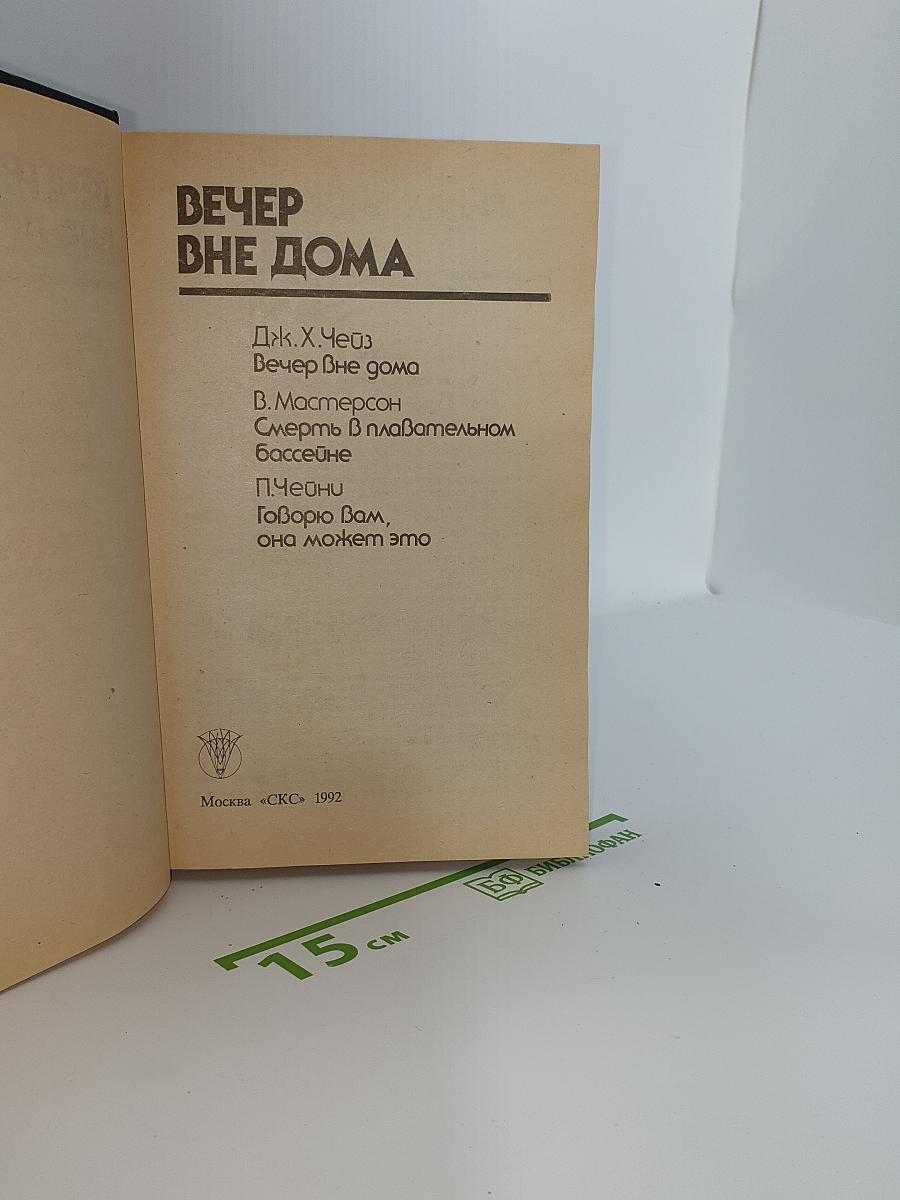 ВЕЧЕР
ВНЕ ДОМА
Дж.Х.Чейз
Вечер вне дома
В.Мастерсон
Смерть в плавательном
бассейне
П.Чейни
Говорю вам,
она может это
Москва «СКС» 1992
15 см
БФ